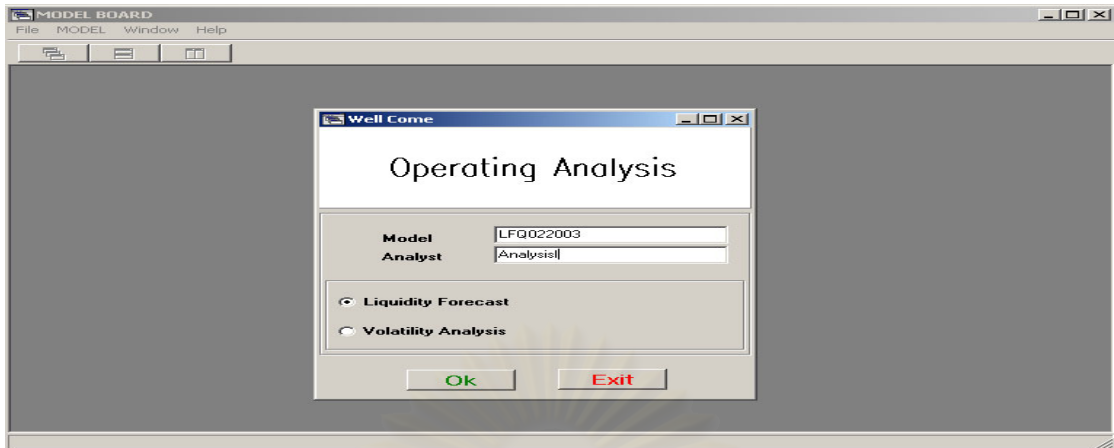 MODEL BOARD
File MODEL Window Help
Well Come
Operating Analysis
Model LFQ022003
Analyst AnalysisI
Liquidity Forecast
Volatility Analysis
Ok Exit